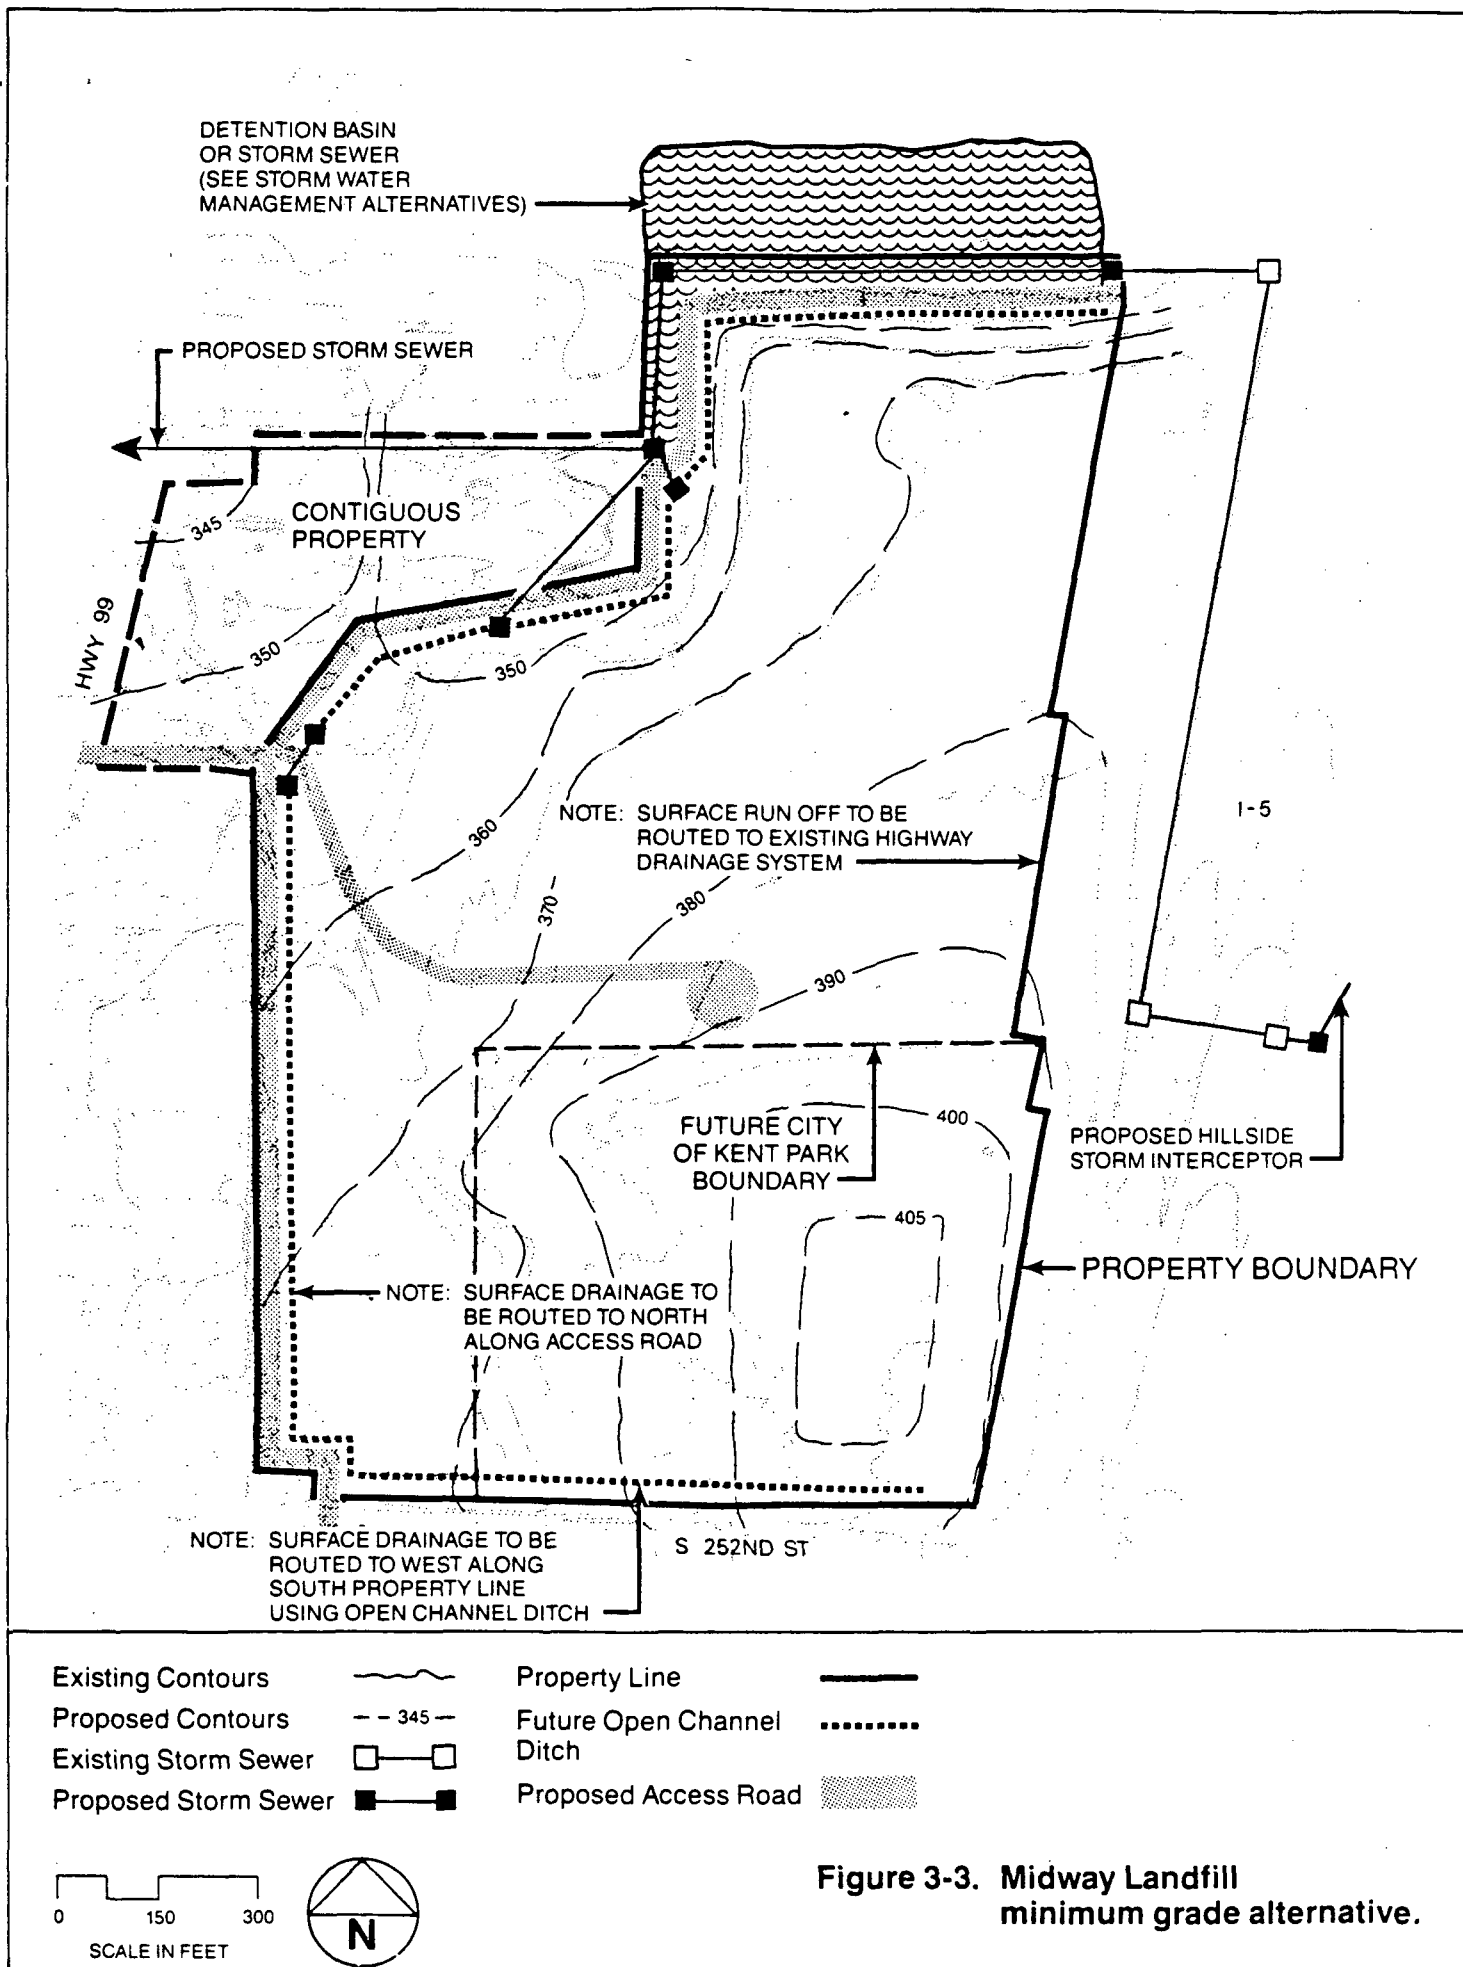 DETENTION BASIN
OR STORM SEWER
(SEE STORM WATER
MANAGEMENT ALTERNATIVES)
PROPOSED STORM SEWER
345
CONTIGUOUS
PROPERTY
HWY 99
350
350
NOTE: SURFACE RUN OFF TO BE
ROUTED TO EXISTING HIGHWAY
DRAINAGE SYSTEM
I-5
360
370
380
390
FUTURE CITY
OF KENT PARK
BOUNDARY
400
PROPOSED HILLSIDE
STORM INTERCEPTOR
405
PROPERTY BOUNDARY
NOTE: SURFACE DRAINAGE TO
BE ROUTED TO NORTH
ALONG ACCESS ROAD
NOTE: SURFACE DRAINAGE TO BE
ROUTED TO WEST ALONG
SOUTH PROPERTY LINE
USING OPEN CHANNEL DITCH
S 252ND ST
Existing Contours
Proposed Contours
345
Existing Storm Sewer
Proposed Storm Sewer
Property Line
Future Open Channel
Ditch
Proposed Access Road
0 150 300
SCALE IN FEET
N
Figure 3-3. Midway Landfill
minimum grade alternative.